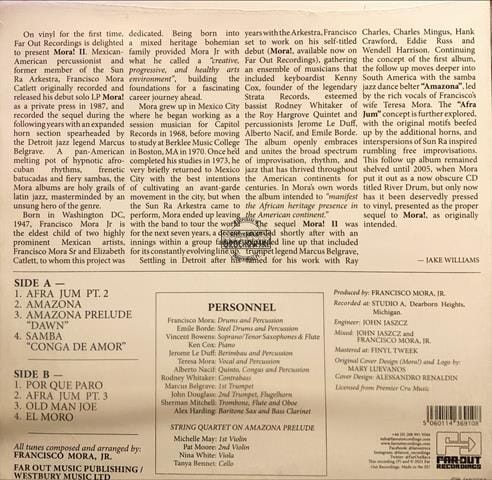 On vinyl for the first time,
Far Out Recordings is delighted
to present Mora! II. Mexican-
American percussionist and
former member of the Sun
Ra Arkestra, Francisco Mora
Catlett originally recorded and
released his debut solo LP Mora!
as a private press in 1987, and
recorded the sequel during the
following years with an expanded
horn section spearheaded by
the Detroit jazz legend Marcus
Belgrave. A pan-American
melting pot of hypnotic afro-
cuban rhythms, frenetic
batucadas and fiery sambas, the
Mora albums are holy grails of
latin jazz, masterminded by an
unsung hero of the genre.
Born in Washington DC,
1947, Francisco Mora Jr is
the eldest child of two highly
prominent Mexican artists,
Francisco Mora Sr and Elizabeth
Catlett, to whom this project was
dedicated. Being born into
a mixed heritage bohemian
family provided Mora Jr with
what he called a "creative,
progressive, and healthy arts
environment", building the
foundations for a fascinating
career journey ahead.
Mora grew up in Mexico City
where he began working as a
session musician for Capitol
Records in 1968, before moving
to study at Berklee Music College
in Boston, MA in 1970. Once he'd
completed his studies in 1973, he
very briefly returned to Mexico
City with the best intentions
of cultivating an avant-garde
movement in the city, but when
the Sun Ra Arkestra came to
perform, Mora ended up leaving
with the band to tour the world
for the next seven years, a
innings within a group
for its constantly evolving line up.
Settling in Detroit after his
years with the Arkestra, Francisco
set to work on his self-titled
debut (Mora!, available now on
Far Out Recordings), gathering
an ensemble of musicians that
included keyboardist Kenny
Cox, founder of the legendary
Strata Records, esteemed
bassist Rodney Whitaker of
the Roy Hargrove Quintet and
percussionists Jerome Le Duff,
Alberto Nacif, and Emile Borde.
The album openly embraces
and unites the broad spectrum
of improvisation, rhythm, and
jazz that has thrived throughout
the American continents for
centuries. In Mora's own words
the album intended to "manifest
the African heritage presence in
the American continent."
The sequel Mora! II was
recorded shortly after with an
line up that included
trumpet legend Marcus Belgrave,
famed for his work with Ray
Charles, Charles Mingus, Hank
Crawford, Eddie Russ and
Wendell Harrison. Continuing
the concept of the first album,
the follow up moves deeper into
South America with the samba
jazz dance belter "Amazona", led
by the rich vocals of Francisco's
wife Teresa Mora. The "Afra
Jum" concept is further explored,
with the original motifs beefed
up by the additional horns, and
interspersions of Sun Ra inspired
rumbling free improvisations.
This follow up album remained
shelved until 2005, when Mora
put it out as a now obscure CD
titled River Drum, but only now
has it been deservedly pressed
to vinyl, presented as the proper
sequel to Mora!, as originally
intended.
— JAKE WILLIAMS
SIDE A —
1. AFRA JUM PT. 2
2. AMAZONA
3. AMAZONA PRELUDE
"DAWN"
4. SAMBA
"CONGA DE AMOR"
SIDE B —
1. POR QUE PARO
2. AFRA JUM PT. 3
3. OLD MAN JOE
4. EL MORO
All tunes composed and arranged by:
FRANCISCO MORA, JR.
FAR OUT MUSIC PUBLISHING /
WESTBURY MUSIC LTD
PERSONNEL
Francisco Mora: Drums and Percussion
Emile Borde: Steel Drums and Percussion
Vincent Bowens: Soprano/Tenor Saxophones & Flute
Ken Cox: Piano
Jerome Le Duff: Berimbau and Percussion
Teresa Mora: Vocal and Percussion
Alberto Nacif: Quinto, Congas and Percussion
Rodney Whitaker: Contrabass
Marcus Belgrave: 1st Trumpet
John Douglass: 2nd Trumpet, Flugelhorn
Sherman Mitchell: Trombone, Flute and Oboe
Alex Harding: Baritone Sax and Bass Clarinet
STRING QUARTET ON AMAZONA PRELUDE
Michelle May: 1st Violin
Pat Moore: 2nd Violin
Nina White: Viola
Tanya Bennet: Cello
Produced by: FRANCISCO MORA, JR.
Recorded at: STUDIO A, Dearborn Heights,
Michigan.
Engineer: JOHN JASZCZ
Mixed: JOHN JASZCZ and
FRANCISCO MORA, JR.
Mastered at: FINYL TWEEK
Original Cover Design (Mora!) and Logo by:
MARY LUEVANOS
Cover Design: ALESSANDRO RENALDIN
Licensed from Premier Cru Music
5 060114 369108
FAR OUT
RECORDINGS